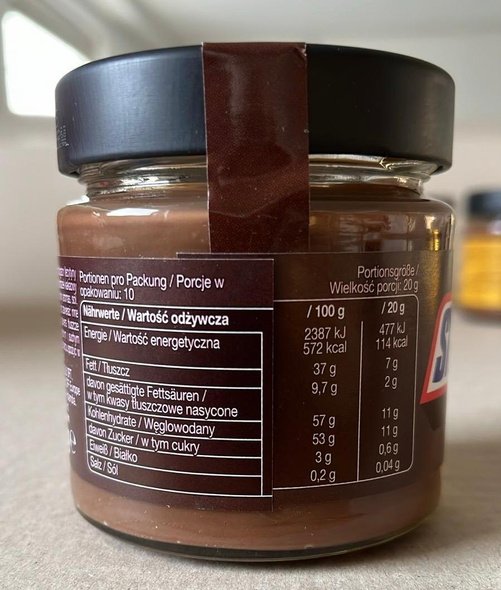 Portionen pro Packung / Porcje w
opakowaniu: 10
Portionsgröße /
Wielkość porcji: 20 g
Nährwerte / Wartość odżywcza / 100 g / 20 g
Energie / Wartość energetyczna 2387 kJ 477 kJ
572 kcal 114 kcal
Fett / Tłuszcz 37 g 7 g
davon gesättigte Fettsäuren / 9,7 g 2 g
w tym kwasy tłuszczowe nasycone
Kohlenhydrate / Węglowodany 57 g 11 g
davon Zucker / w tym cukry 53 g 11 g
Eiweiß / Białko 3 g 0,6 g
Salz / Sól 0,2 g 0,04 g